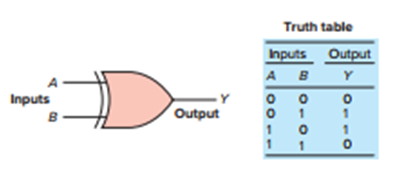 Truth table
Inputs Output
A B Y
0 0 0
0 1 1
1 0 1
1 1 0
A
Inputs
B
Y
Output